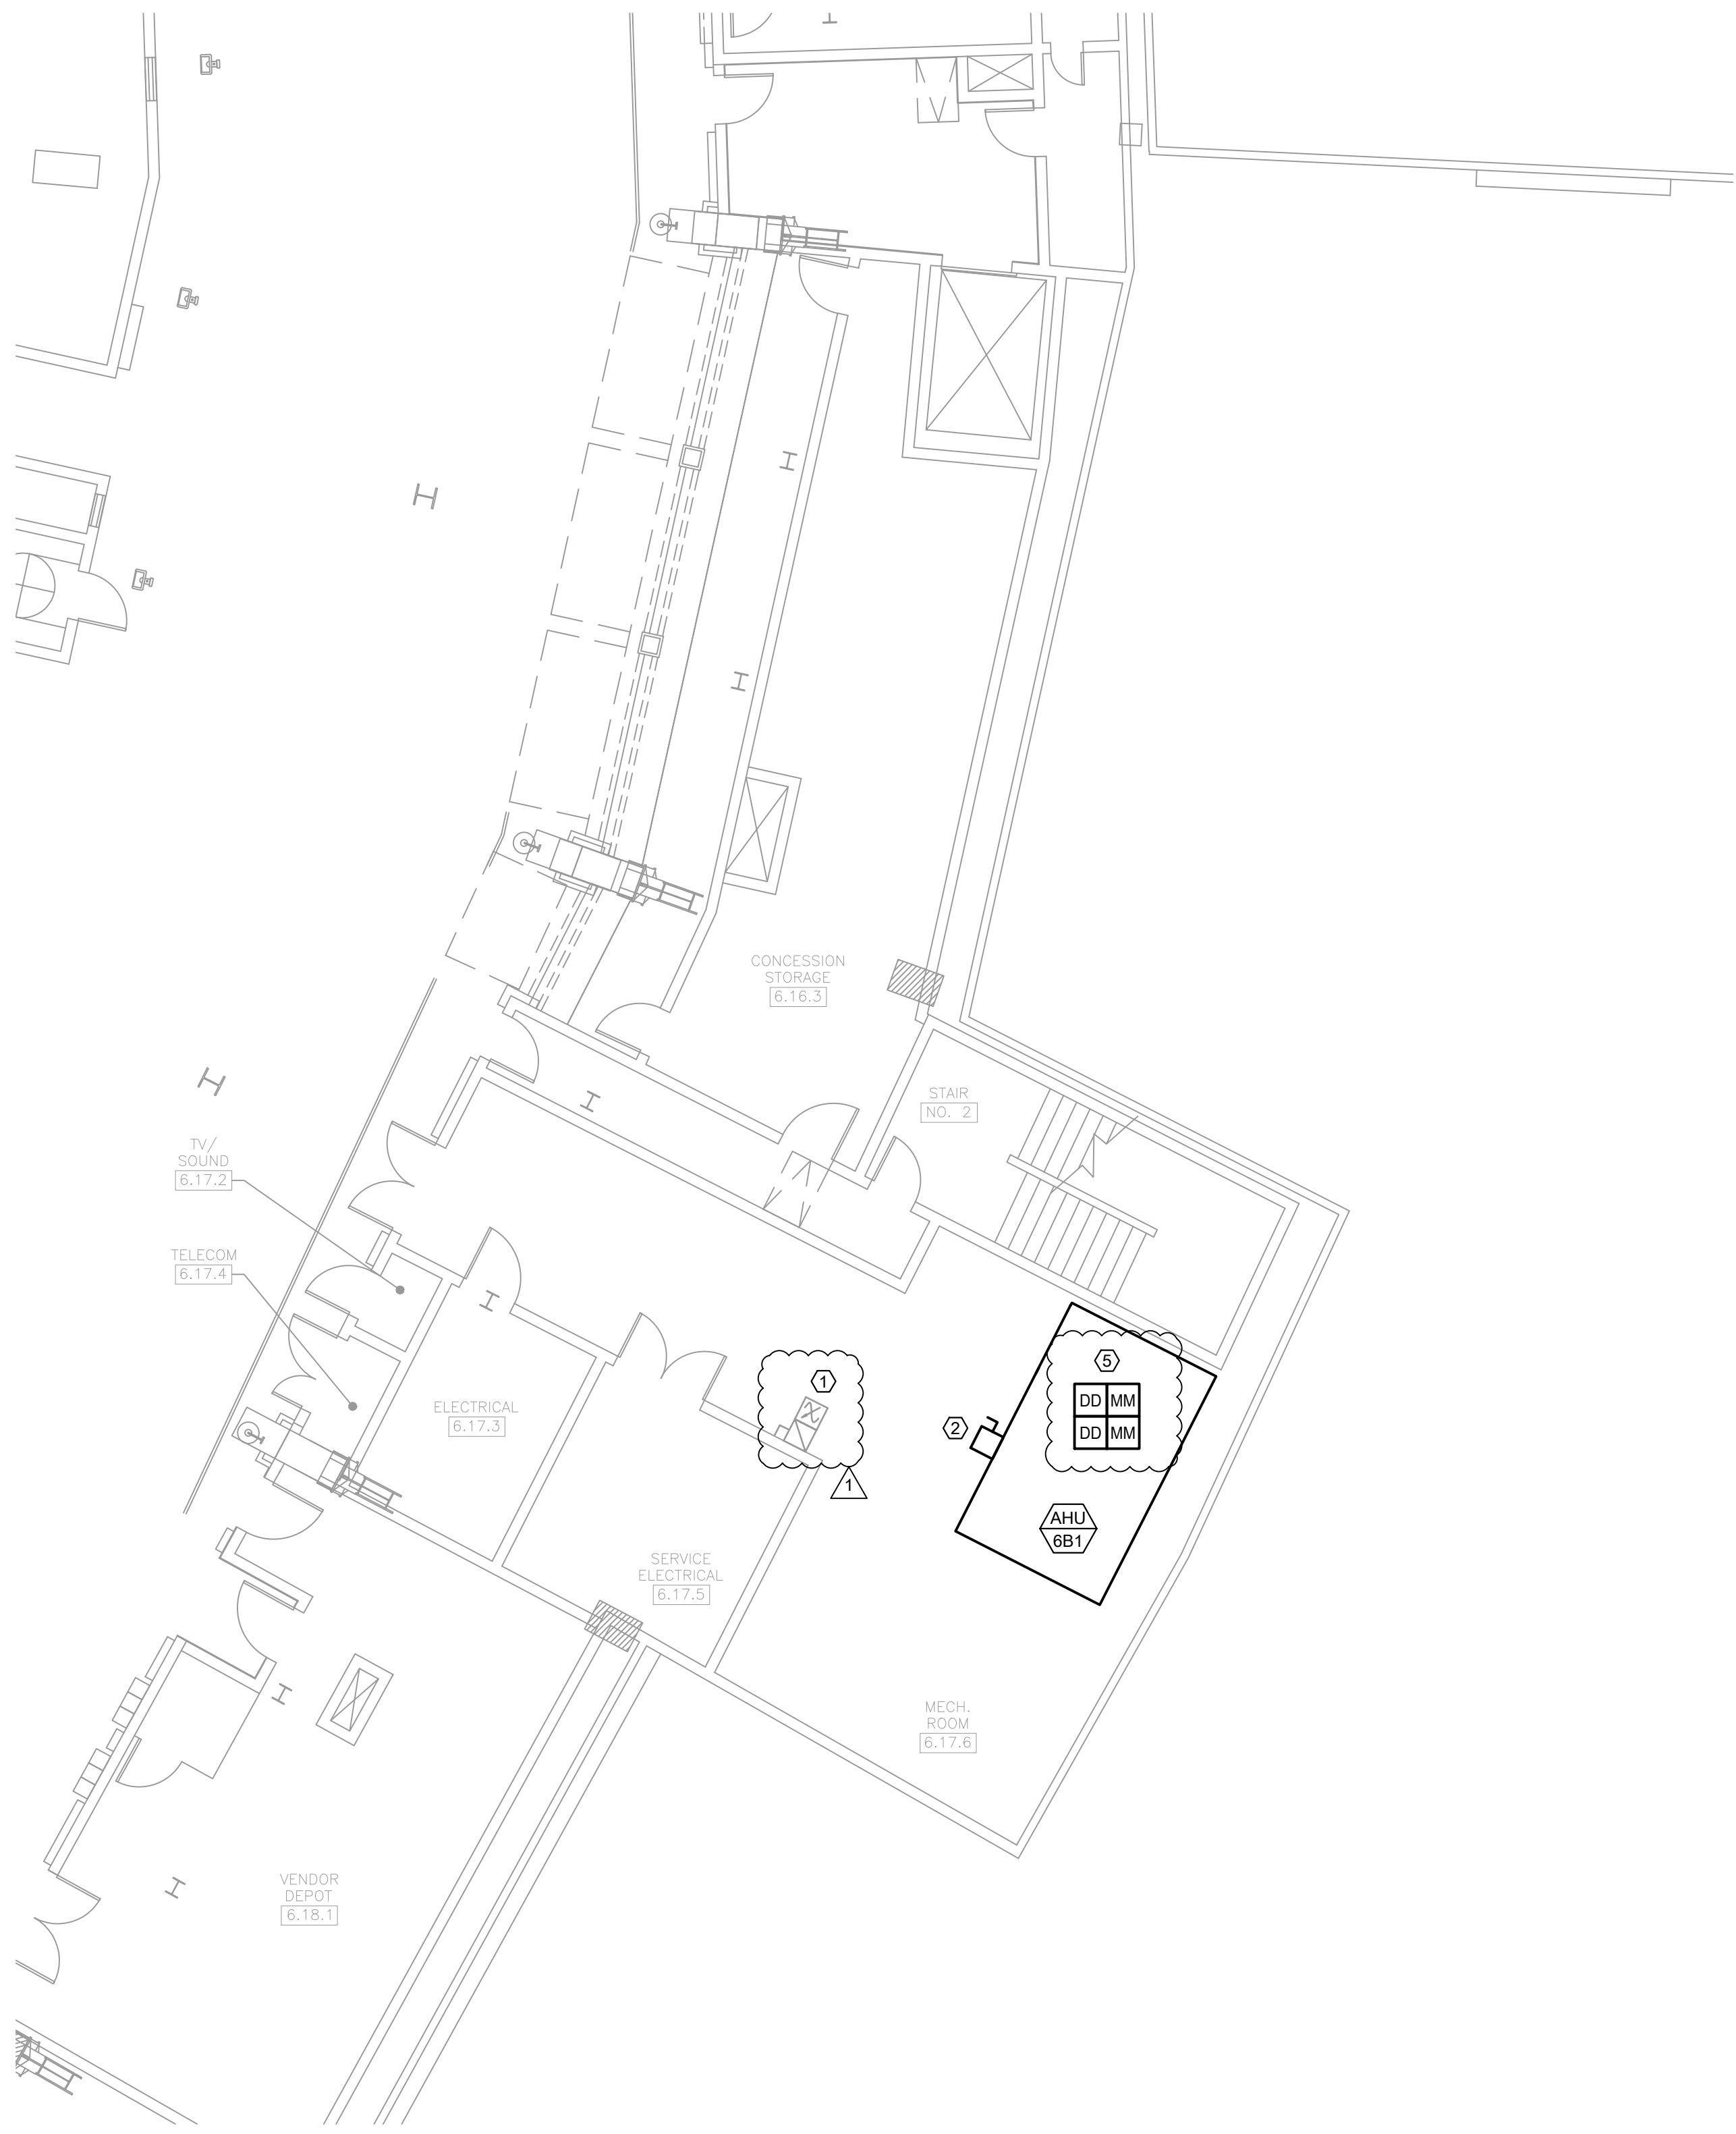 CONCESSION
STORAGE
6.16.3
STAIR
NO. 2
TV/
SOUND
6.17.2
TELECOM
6.17.4
ELECTRICAL
6.17.3
1
1
5
DD MM
DD MM
2
AHU
6B1
SERVICE
ELECTRICAL
6.17.5
MECH.
ROOM
6.17.6
VENDOR
DEPOT
6.18.1